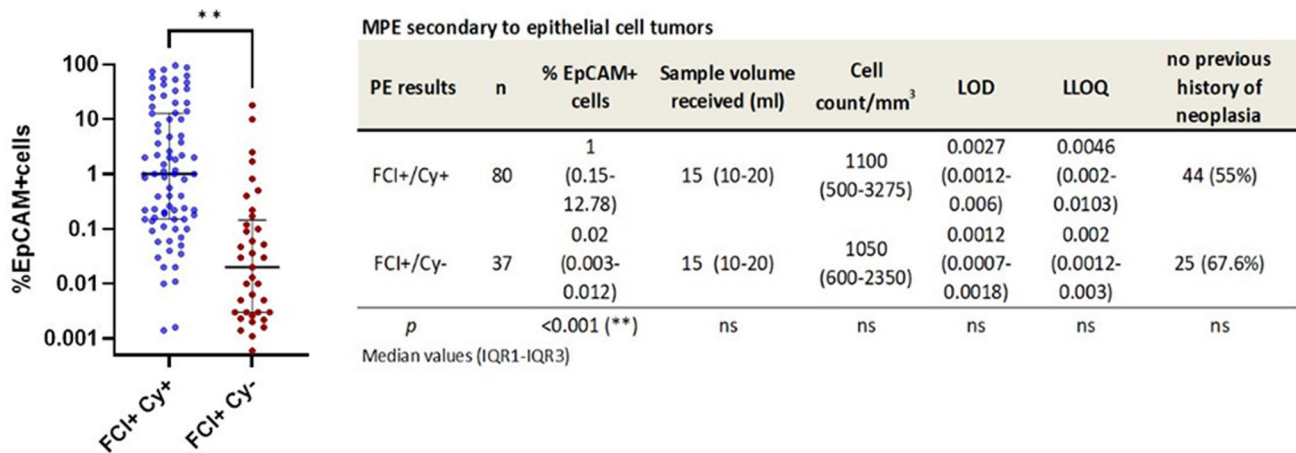 **
%EpCAM+cells
100
10
1
0.1
0.01
0.001
FCI+ Cy+
FCI+ Cy-
MPE secondary to epithelial cell tumors
PE results n % EpCAM+ cells Sample volume received (ml) Cell count/mm³ LOD LLOQ no previous history of neoplasia
FCI+/Cy+ 80 1 (0.15-12.78) 15 (10-20) 1100 (500-3275) 0.0027 (0.0012-0.006) 0.0046 (0.002-0.0103) 44 (55%)
FCI+/Cy- 37 0.02 (0.003-0.012) 15 (10-20) 1050 (600-2350) 0.0012 (0.0007-0.0018) 0.002 (0.0012-0.003) 25 (67.6%)
p <0.001 (**) ns ns ns ns ns
Median values (IQR1-IQR3)